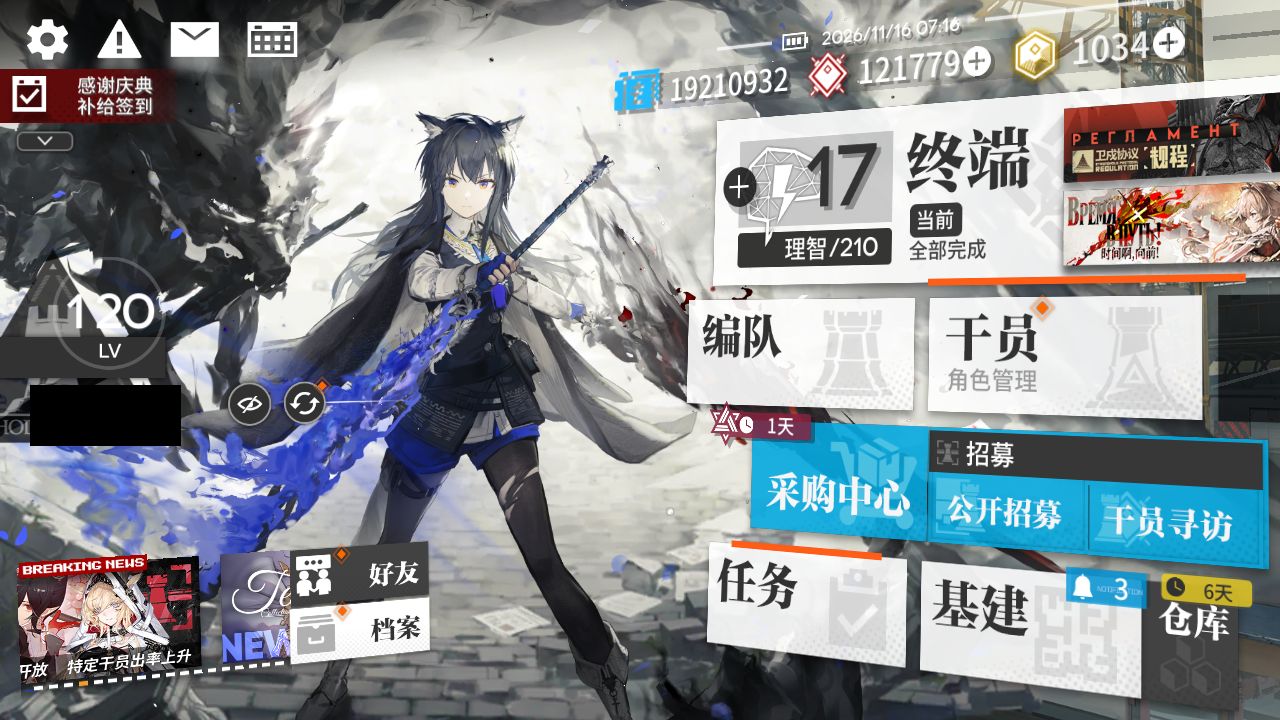 2026/11/16 07:16
感谢庆典
补给签到
19210932
121779
1034
17
理智/210
终端
当前
全部完成
РЕГЛАМЕНТ
卫戍协议
REGULATION
规程
ВРЕМЯ
时间啊,向前!
120
LV
编队
干员
角色管理
1天
采购中心
招募
公开招募
干员寻访
BREAKING NEWS
开放
特定干员出率上升
NEW
好友
档案
任务
基建
3
6天
仓库